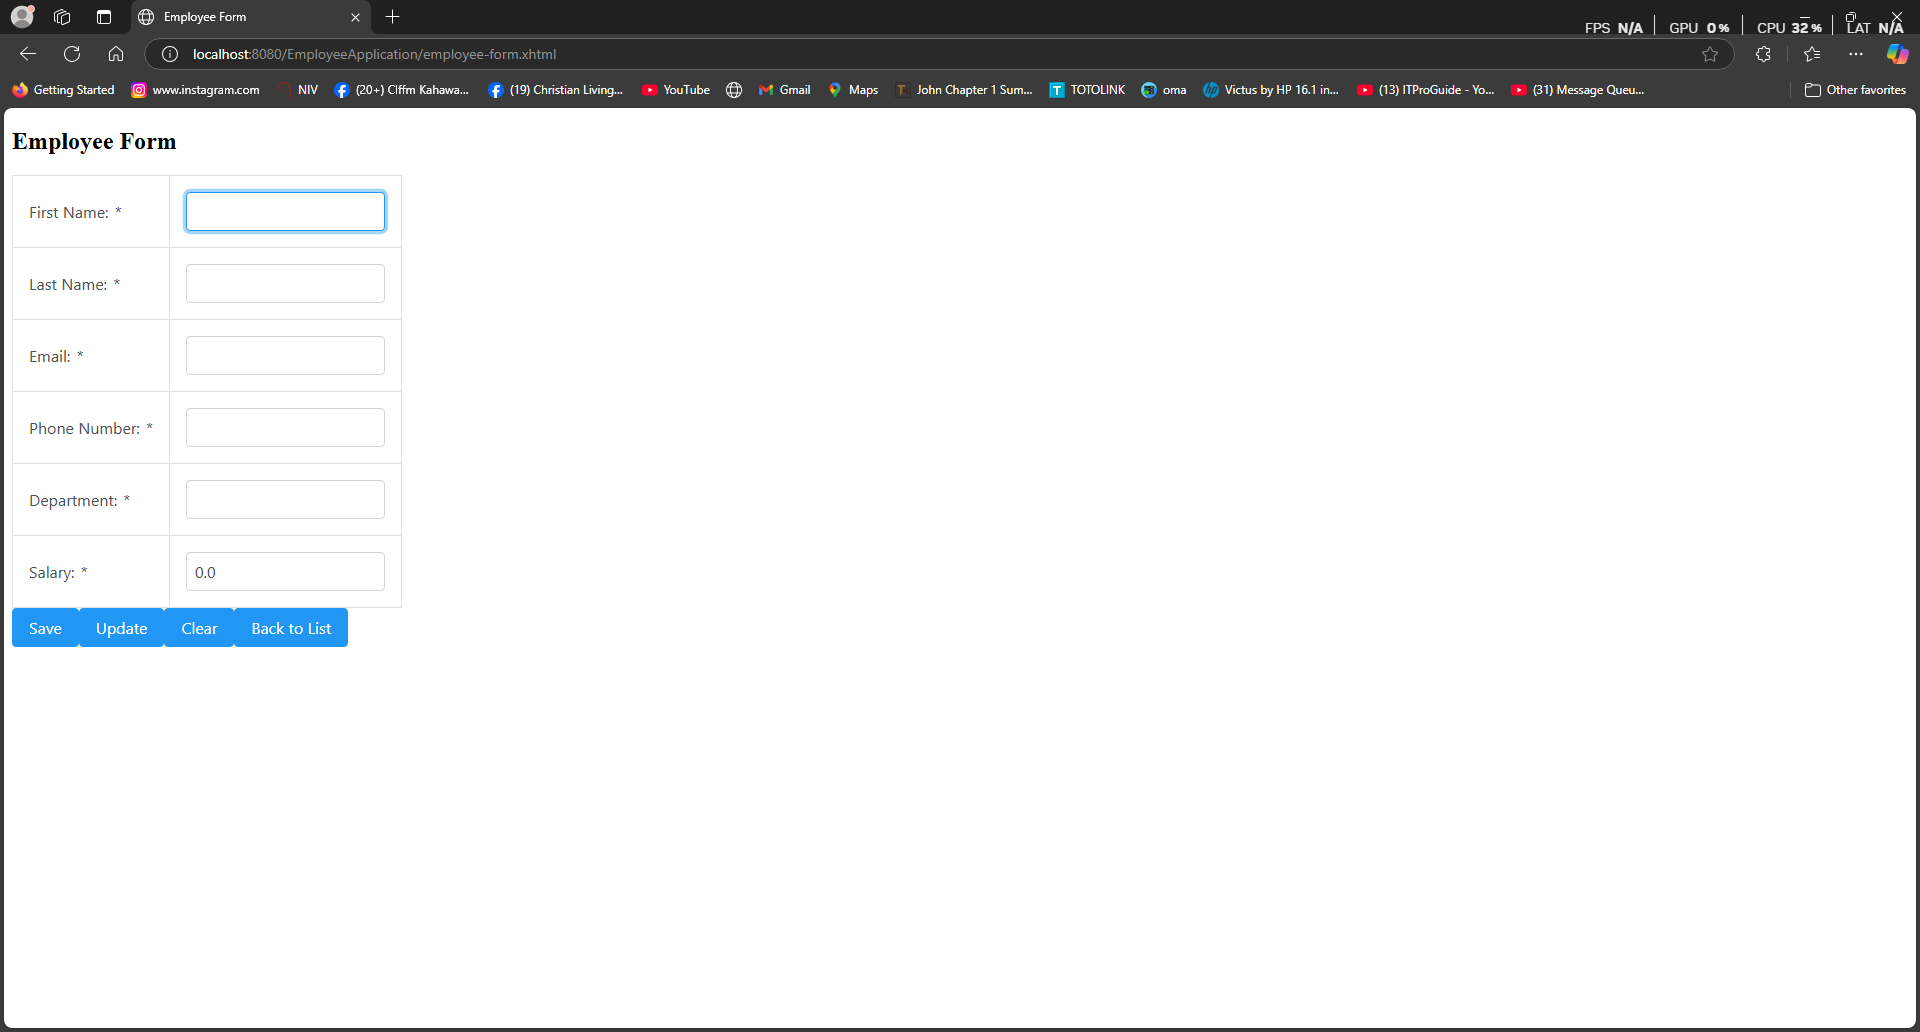 Employee Form
FPS N/A GPU 0% CPU 32% LAT N/A
localhost:8080/EmployeeApplication/employee-form.xhtml
Getting Started www.instagram.com NIV (20+) Clffm Kahawa... (19) Christian Living... YouTube Gmail Maps John Chapter 1 Sum... TOTOLINK oma Victus by HP 16.1 in... (13) ITProGuide - Yo... (31) Message Queu... Other favorites
Employee Form
First Name: *
Last Name: *
Email: *
Phone Number: *
Department: *
Salary: * 0.0
Save Update Clear Back to List